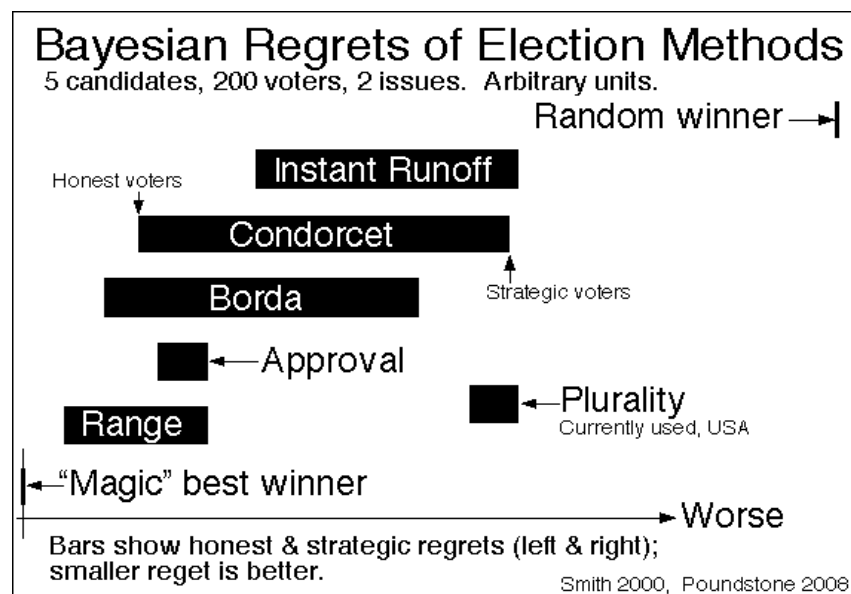 Bayesian Regrets of Election Methods
5 candidates, 200 voters, 2 issues. Arbitrary units.
Random winner
Instant Runoff
Honest voters
Condorcet
Strategic voters
Borda
Approval
Plurality
Currently used, USA
Range
“Magic” best winner
Worse
Bars show honest & strategic regrets (left & right);
smaller reget is better.
Smith 2000, Poundstone 2008